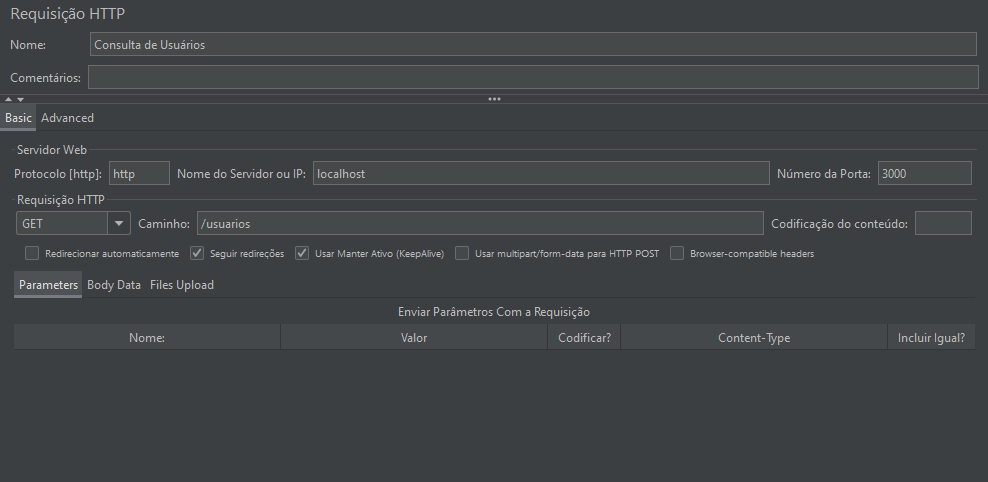 Requisição HTTP
Nome: Consulta de Usuários
Comentários:
Basic Advanced
Servidor Web
Protocolo [http]: http Nome do Servidor ou IP: localhost Número da Porta: 3000
Requisição HTTP
GET Caminho: /usuarios Codificação do conteúdo:
Redirecionar automaticamente Seguir redireções Usar Manter Ativo (KeepAlive) Usar multipart/form-data para HTTP POST Browser-compatible headers
Parameters Body Data Files Upload
Enviar Parâmetros Com a Requisição
Nome: Valor Codificar? Content-Type Incluir Igual?